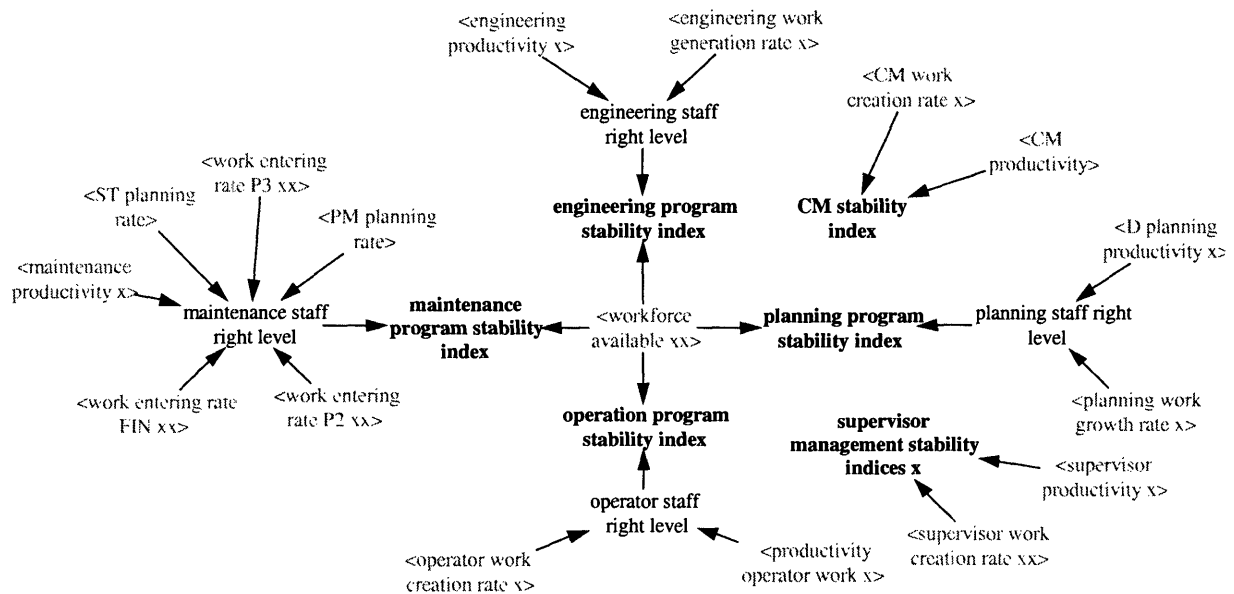 <engineering
productivity x>
<engineering work
generation rate x>
engineering staff
right level
<CM work
creation rate x>
<CM
productivity>
<work entering
rate P3 xx>
<ST planning
rate>
<PM planning
rate>
engineering program
stability index
CM stability
index
<D planning
productivity x>
<maintenance
productivity x>
maintenance staff
right level
maintenance
program stability
index
<workforce
available xx>
planning program
stability index
planning staff right
level
<work entering rate
FIN xx>
<work entering
rate P2 xx>
operation program
stability index
<planning work
growth rate x>
supervisor
management stability
indices x
<supervisor
productivity x>
operator staff
right level
<operator work
creation rate x>
<productivity
operator work x>
<supervisor work
creation rate xx>